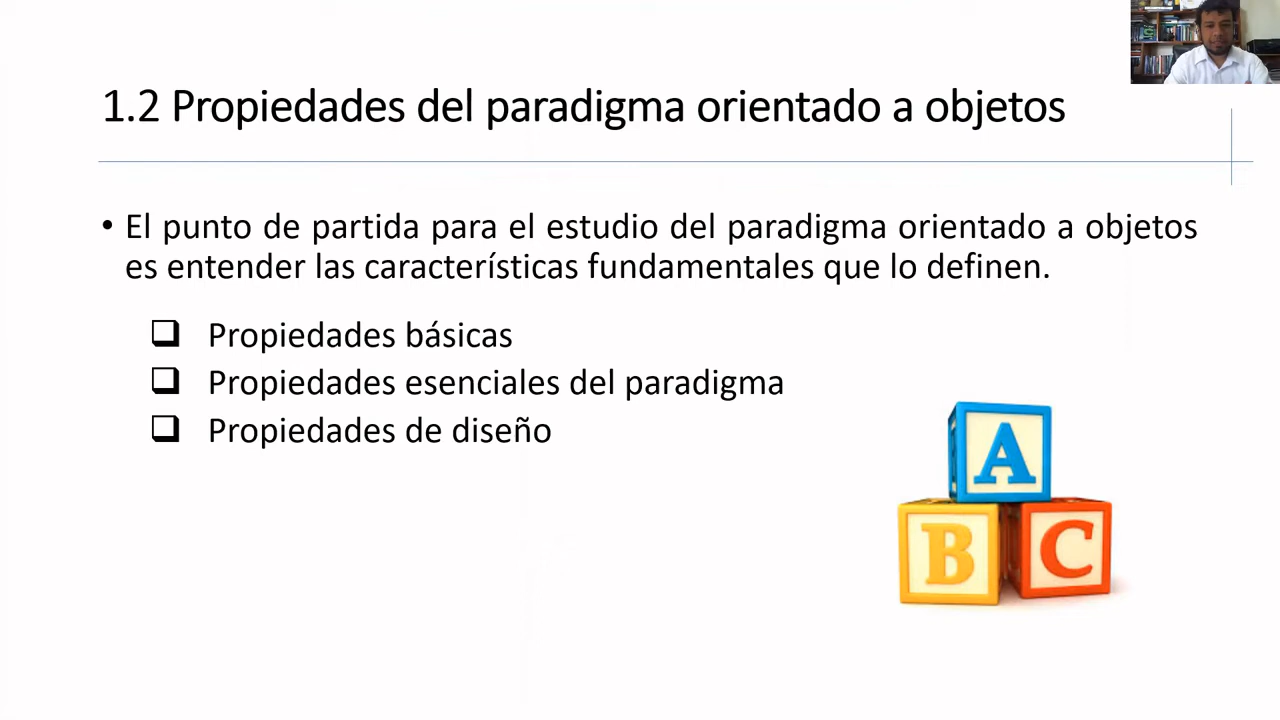 1.2 Propiedades del paradigma orientado a objetos
• El punto de partida para el estudio del paradigma orientado a objetos
es entender las características fundamentales que lo definen.
❑ Propiedades básicas
❑ Propiedades esenciales del paradigma
❑ Propiedades de diseño
A
B C